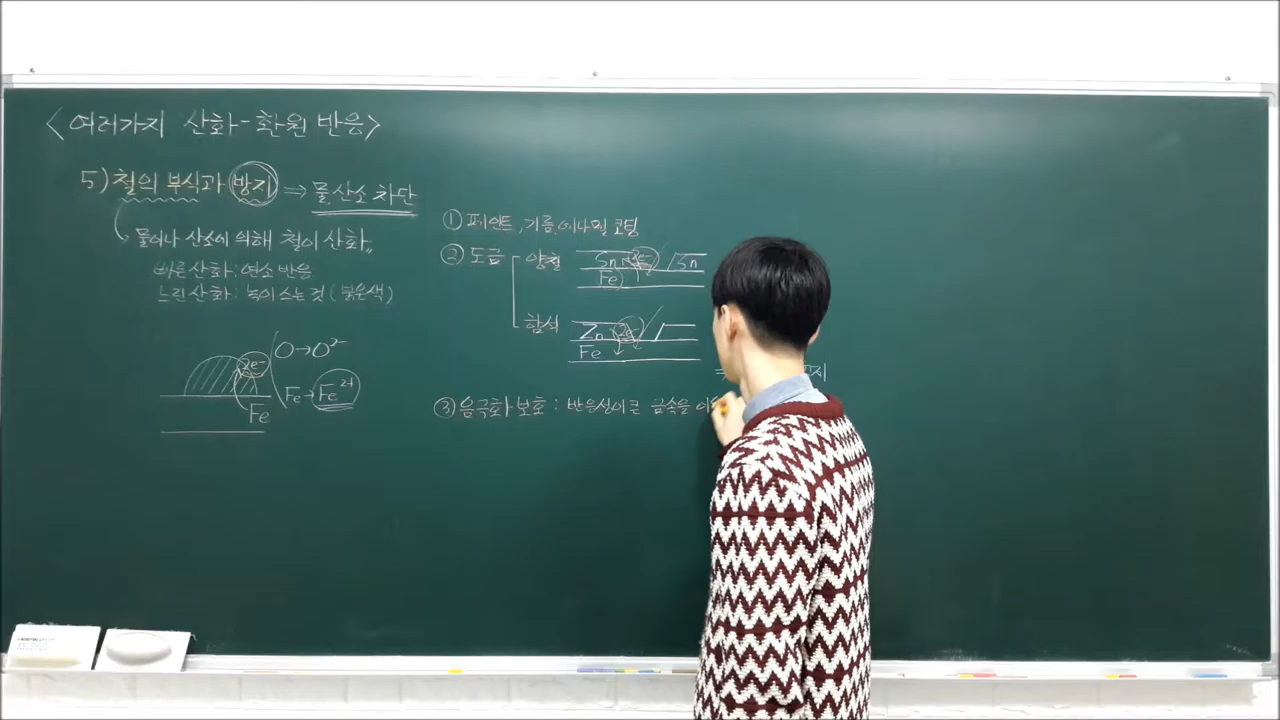 <여러가지 산화-환원 반응>
5) 철의 부식과 방지 ⇒ 물, 산소 차단
물이나 산소에 의해 철이 산화
빠른 산화 : 연소 반응
느린 산화 : 녹이 스는 것 (붉은색)
2e- O→O²⁻
Fe Fe→Fe²⁺
① 페인트, 기름, 에나멜 코팅
② 도금 양철 Sn 2e- Sn
Fe
함석 Zn 2e-
Fe
⇒
③ 음극화 보호 : 반응성이 큰 금속을